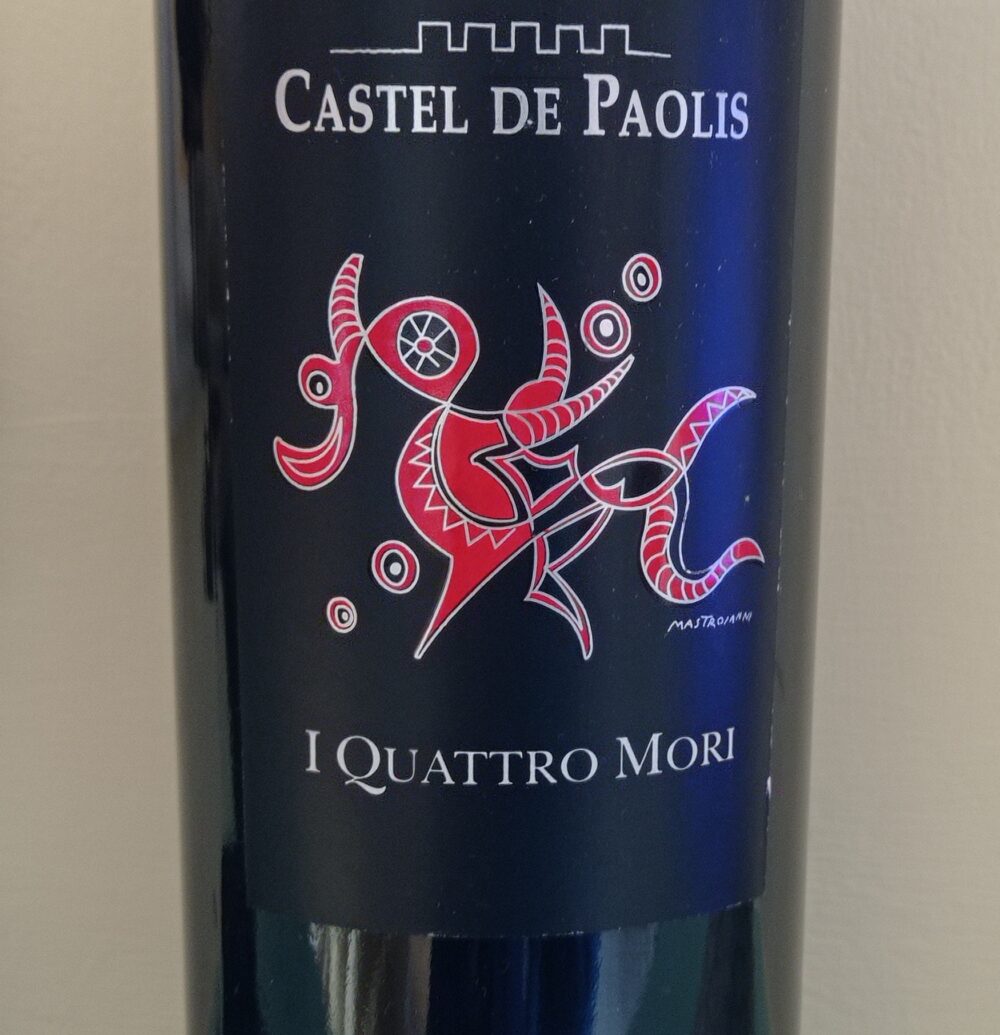 CASTEL DE PAOLIS
MASTROIANNI
I QUATTRO MORI